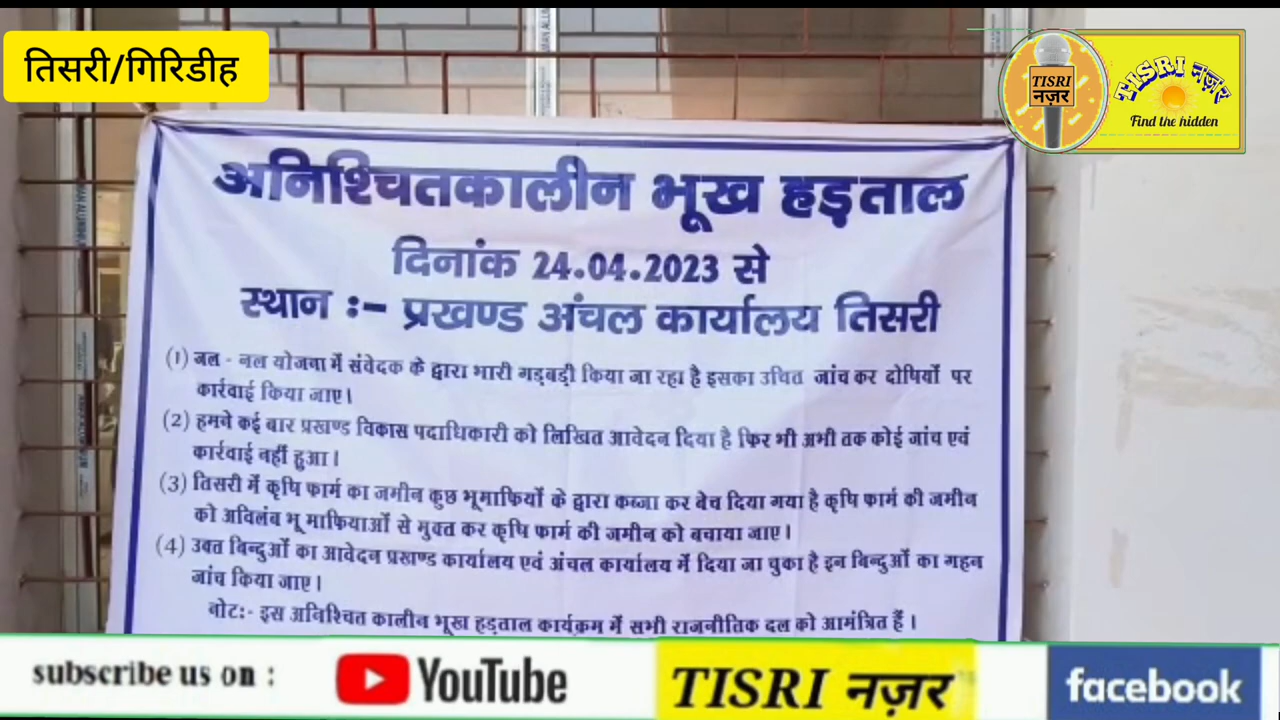 तिसरी/गिरिडीह
TISRI
नज़र
TISRI नज़र
Find the hidden
अनिश्चितकालीन भूख हड़ताल
दिनांक 24.04.2023 से
स्थान :- प्रखण्ड अंचल कार्यालय तिसरी
(1) जल - नल योजना में संवेदक के द्वारा भारी गड़बड़ी किया जा रहा है इसका उचित जांच कर दोषियों पर
कार्रवाई किया जाए।
(2) हमने कई बार प्रखण्ड विकास पदाधिकारी को लिखित आवेदन दिया है फिर भी अभी तक कोई जांच एवं
कार्रवाई नहीं हुआ।
(3) तिसरी में कृषि फार्म का जमीन कुछ भूमाफियों के द्वारा कब्जा कर बेच दिया गया है कृषि फार्म की जमीन
को अविलंब भू माफियाओं से मुक्त कर कृषि फार्म की जमीन को बचाया जाए।
(4) उक्त बिन्दुओं का आवेदन प्रखण्ड कार्यालय एवं अंचल कार्यालय में दिया जा चुका है इन बिन्दुओं का गहन
जांच किया जाए।
नोट:- इस अनिश्चित कालीन भूख हड़ताल कार्यक्रम में सभी राजनीतिक दल को आमंत्रित हैं।
subscribe us on : YouTube TISRI नज़र facebook